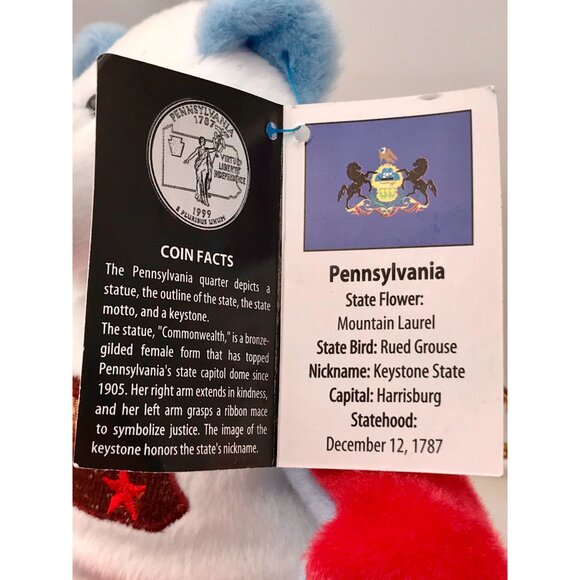 PENNSYLVANIA
1787
VIRTUE
LIBERTY
INDEPENDENCE
1999
E PLURIBUS UNUM
COIN FACTS
The Pennsylvania quarter depicts a
statue, the outline of the state, the state
motto, and a keystone.
The statue, "Commonwealth," is a bronze-
gilded female form that has topped
Pennsylvania's state capitol dome since
1905. Her right arm extends in kindness,
and her left arm grasps a ribbon mace
to symbolize justice. The image of the
keystone honors the state's nickname.
Pennsylvania
State Flower:
Mountain Laurel
State Bird: Rued Grouse
Nickname: Keystone State
Capital: Harrisburg
Statehood:
December 12, 1787